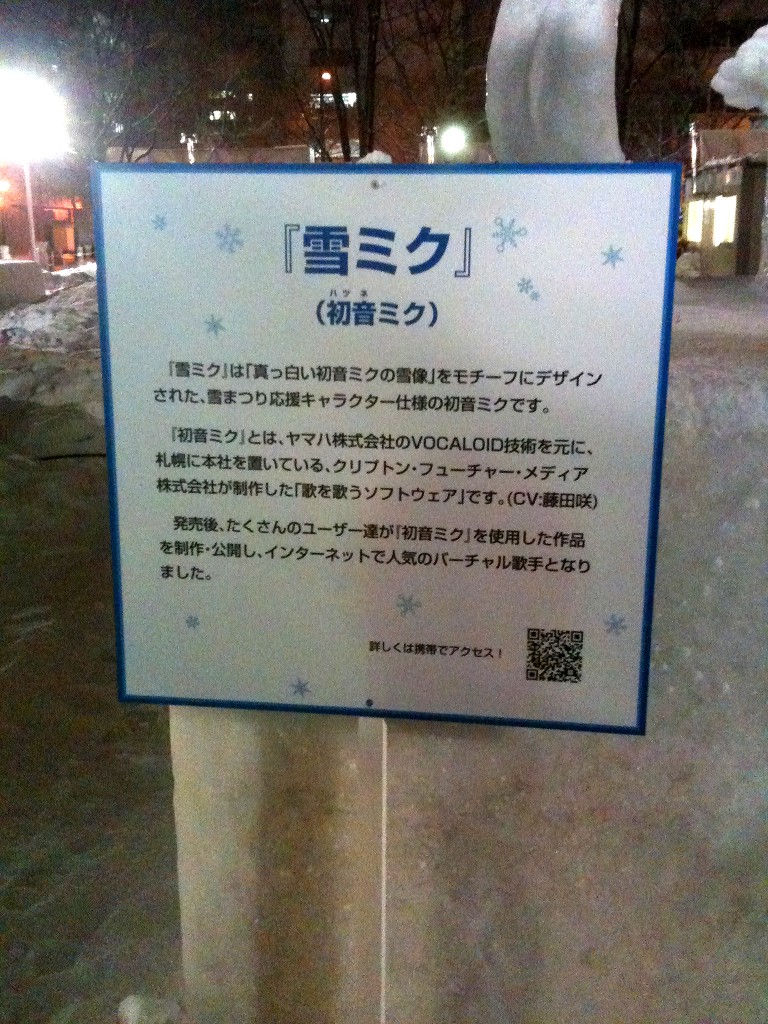 『雪ミク』
ハツネ
(初音ミク)
『雪ミク』は「真っ白い初音ミクの雪像」をモチーフにデザイン
された、雪まつり応援キャラクター仕様の初音ミクです。
『初音ミク』とは、ヤマハ株式会社のVOCALOID技術を元に、
札幌に本社を置いている、クリプトン・フューチャー・メディア
株式会社が制作した「歌を歌うソフトウェア」です。(CV:藤田咲)
発売後、たくさんのユーザー達が『初音ミク』を使用した作品
を制作・公開し、インターネットで人気のバーチャル歌手となり
ました。
詳しくは携帯でアクセス!